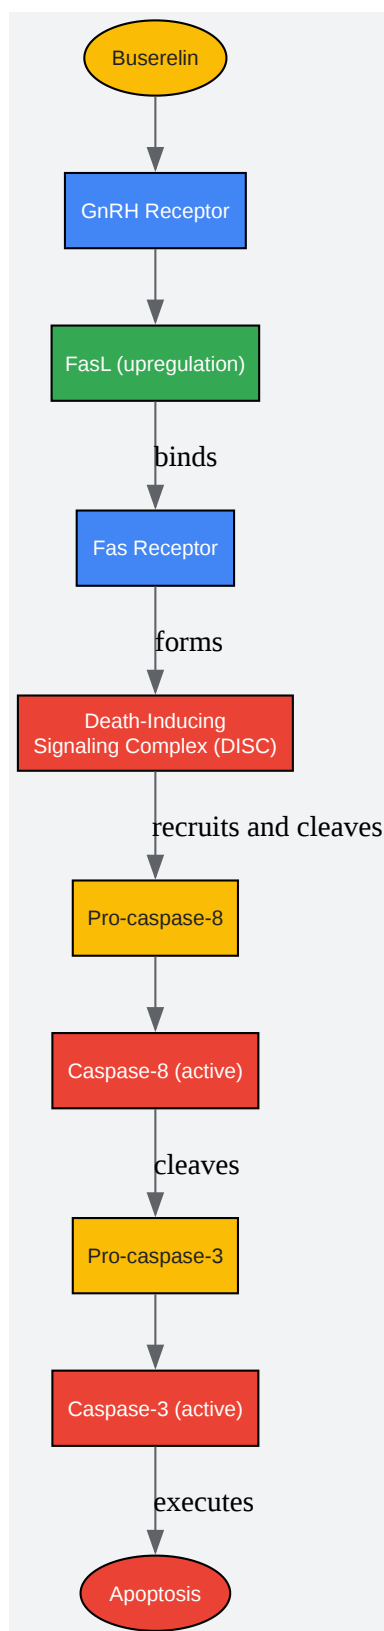 Buserelin
GnRH Receptor
FasL (upregulation)
binds
Fas Receptor
forms
Death-Inducing
Signaling Complex (DISC)
recruits and cleaves
Pro-caspase-8
Caspase-8 (active)
cleaves
Pro-caspase-3
Caspase-3 (active)
executes
Apoptosis